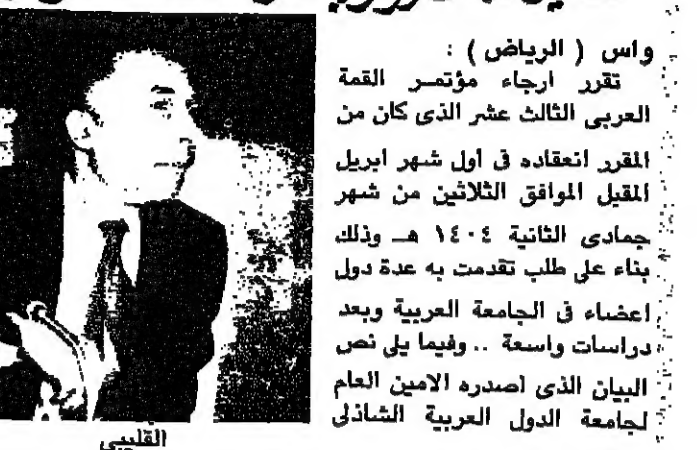 واس ( الرياض ) :
تقرر ارجاء مؤتمر القمة
العربى الثالث عشر الذى كان من
المقرر انعقاده فى أول شهر ابريل
المقبل الموافق الثلاثين من شهر
جمادى الثانية ١٤٠٤ هـ وذلك
بناء على طلب تقدمت به عدة دول
اعضاء فى الجامعة العربية وبعد
دراسات واسعة .. وفيما يلى نص
البيان الذى اصدره الامين العام
لجامعة الدول العربية الشاذلى
القليبى